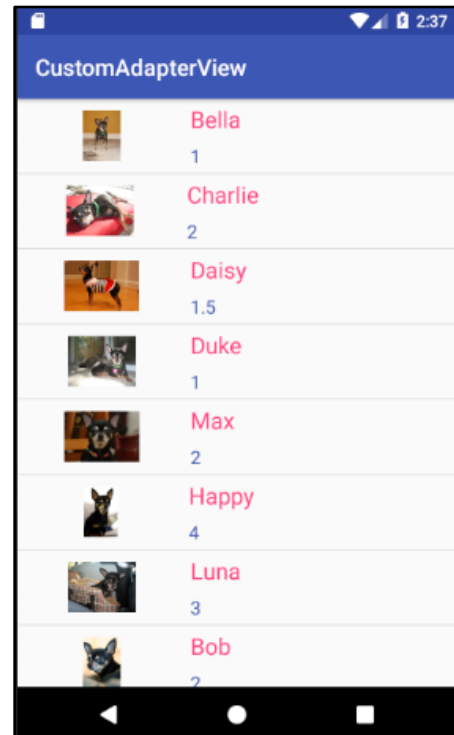 2:37
CustomAdapterView
Bella
1
Charlie
2
Daisy
1.5
Duke
1
Max
2
Happy
4
Luna
3
Bob
2